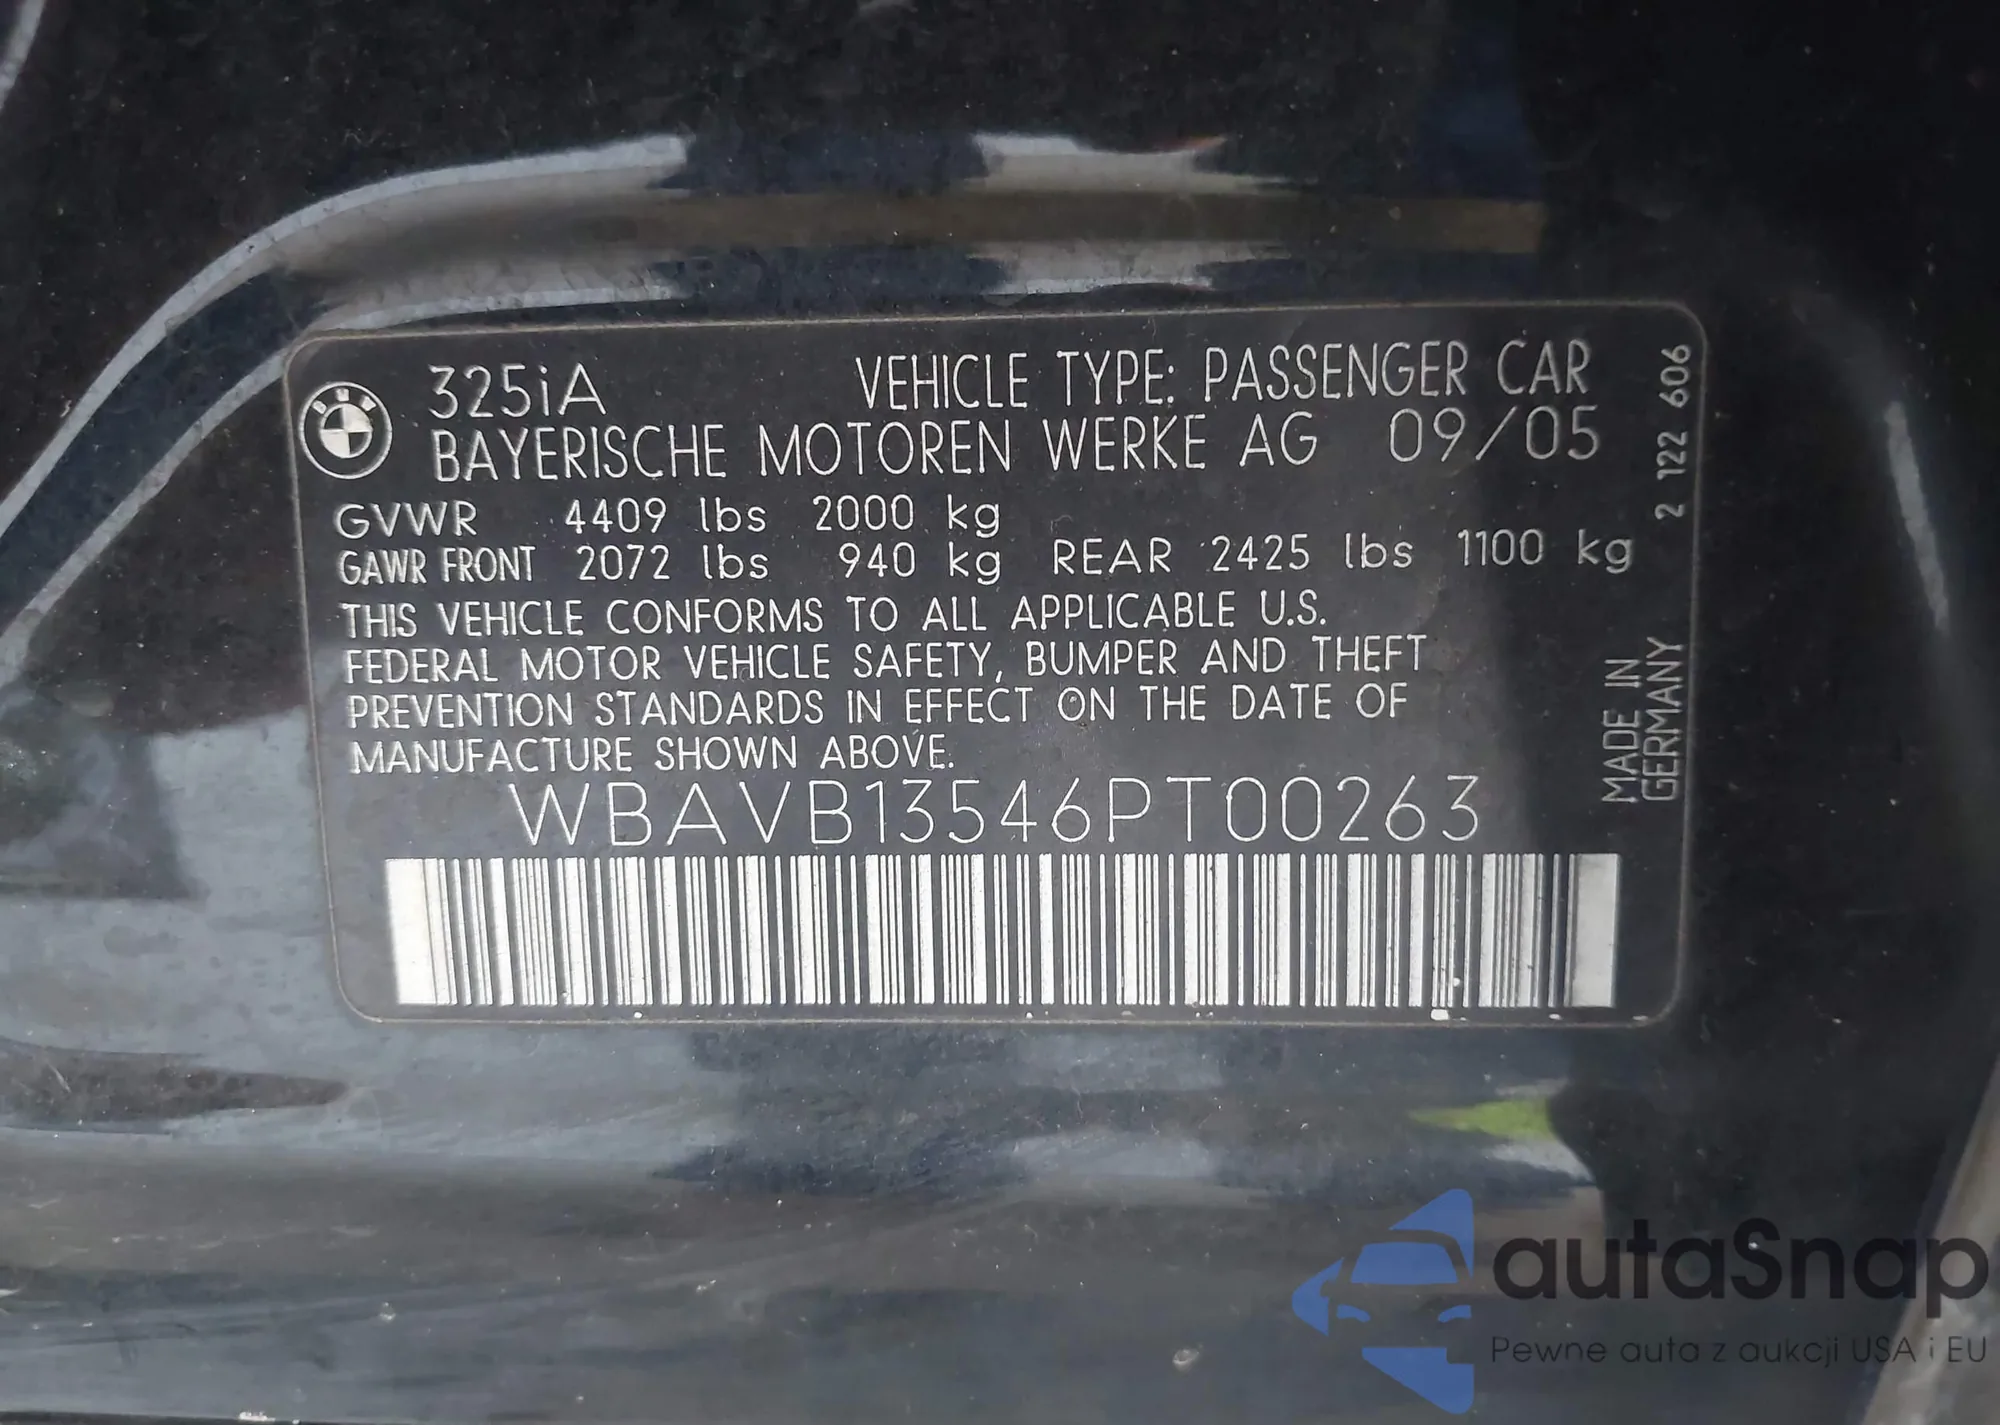 325iA VEHICLE TYPE: PASSENGER CAR
BAYERISCHE MOTOREN WERKE AG 09/05
GVWR 4409 lbs 2000 kg
GAWR FRONT 2072 lbs 940 kg REAR 2425 lbs 1100 kg
THIS VEHICLE CONFORMS TO ALL APPLICABLE U.S.
FEDERAL MOTOR VEHICLE SAFETY, BUMPER AND THEFT
PREVENTION STANDARDS IN EFFECT ON THE DATE OF
MANUFACTURE SHOWN ABOVE.
WBAVB13546PT00263
2 122 606
MADE IN
GERMANY
BMW
autaSnap
Pewne auta z aukcji USA i EU